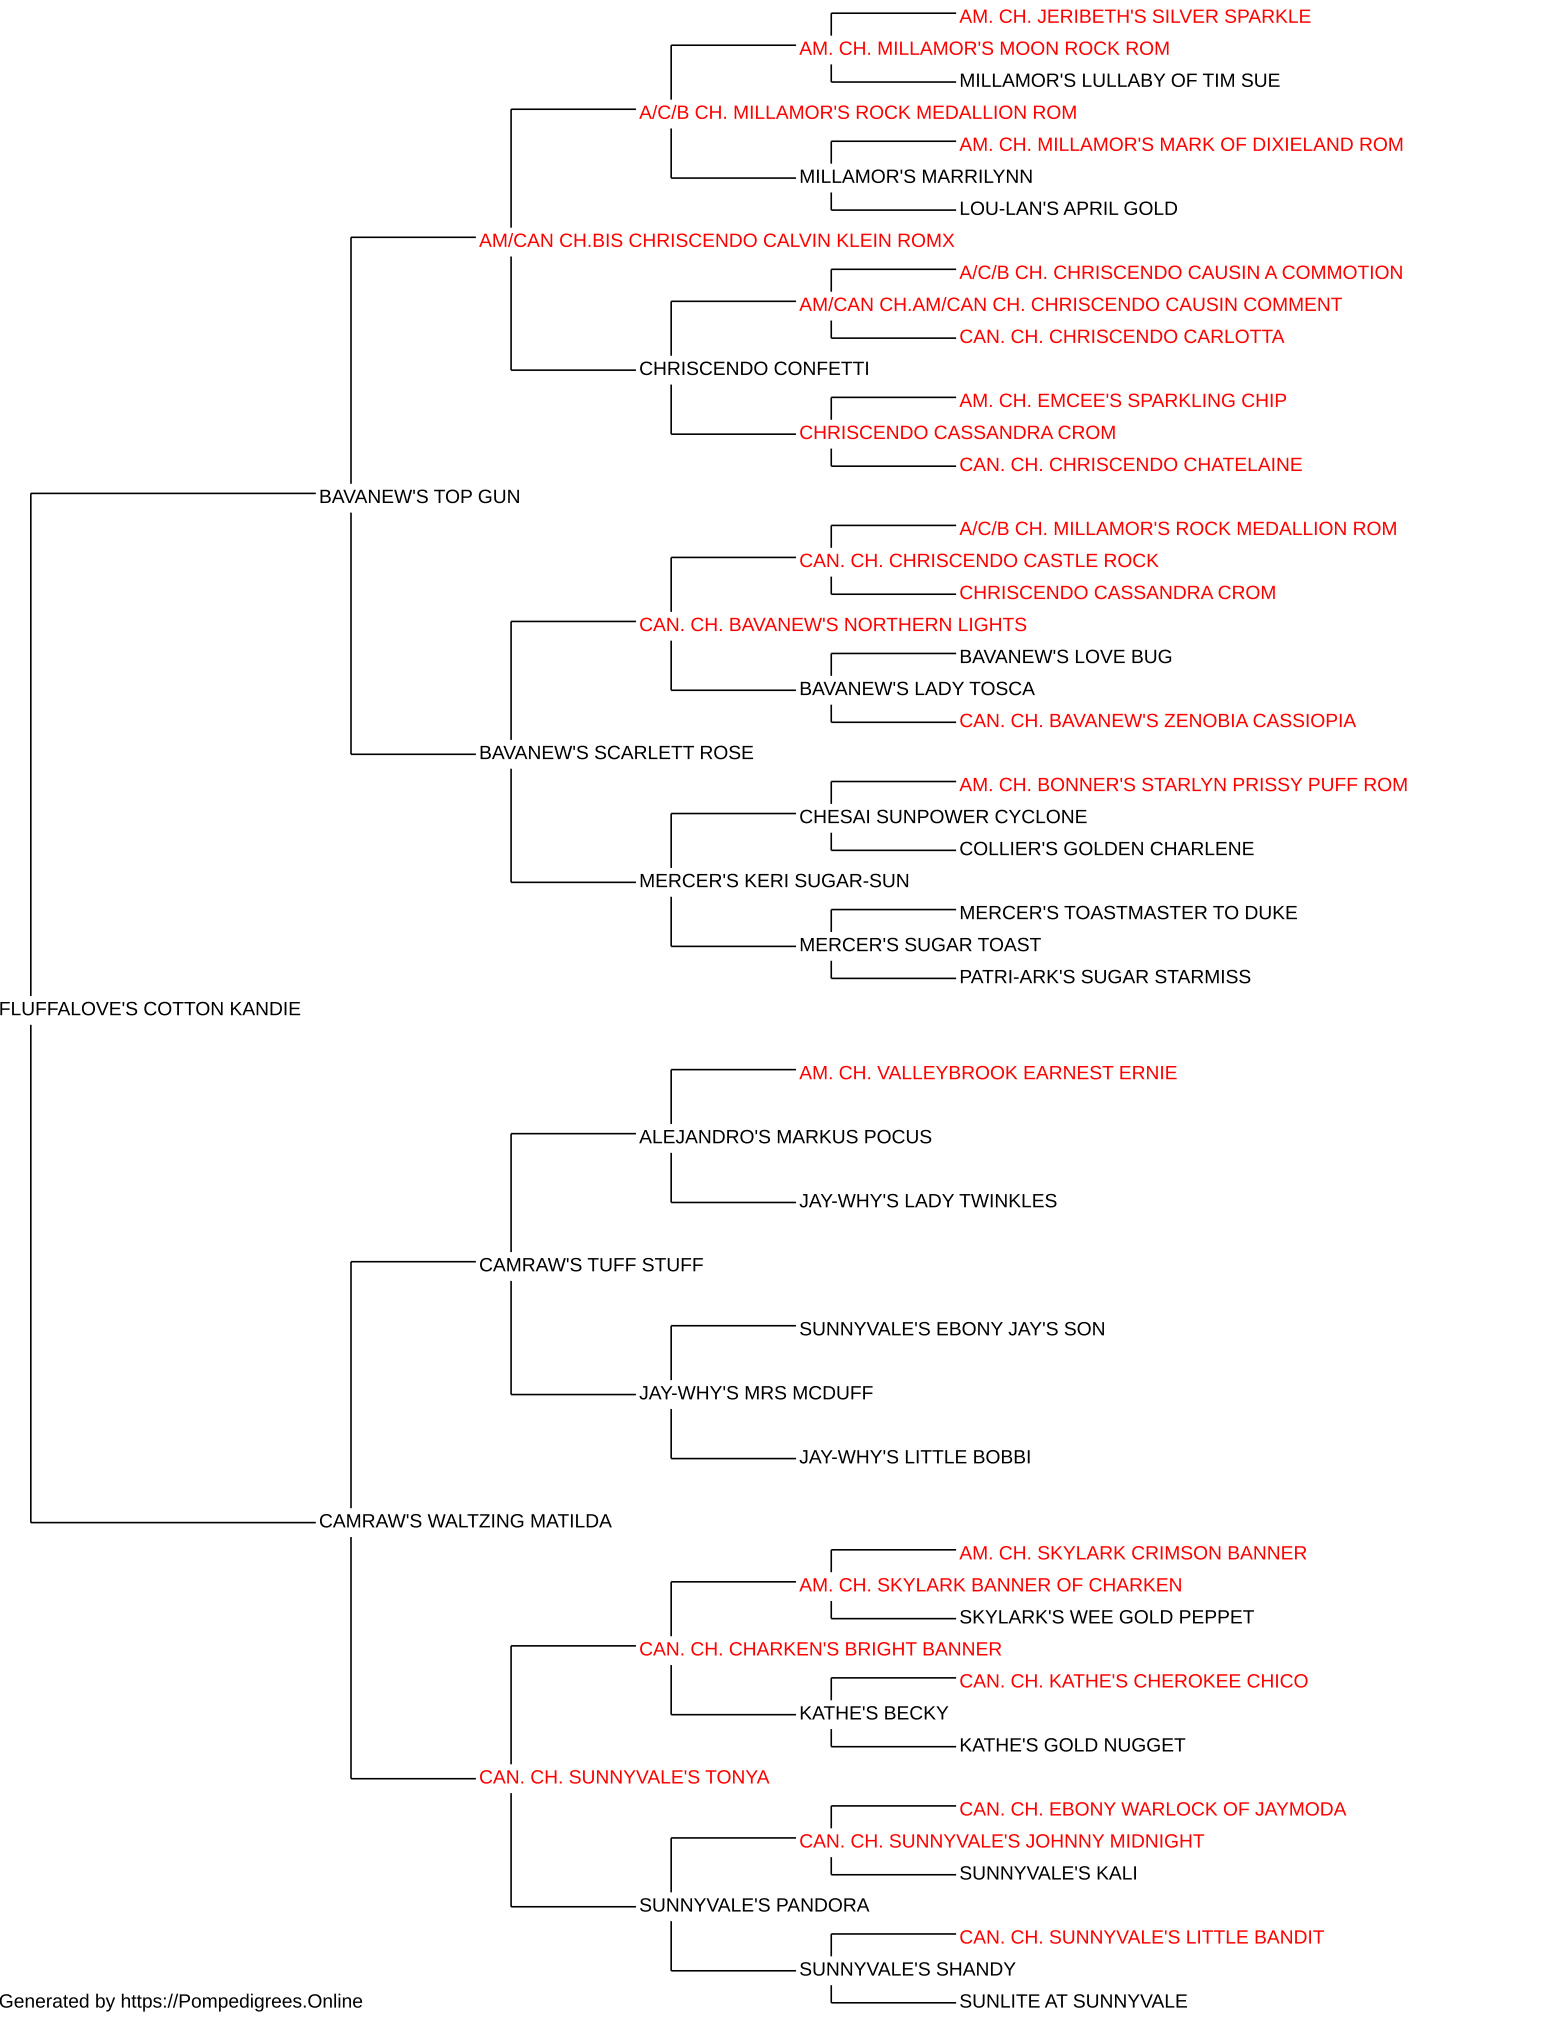 AM. CH. JERIBETH'S SILVER SPARKLE
AM. CH. MILLAMOR'S MOON ROCK ROM
MILLAMOR'S LULLABY OF TIM SUE
A/C/B CH. MILLAMOR'S ROCK MEDALLION ROM
AM. CH. MILLAMOR'S MARK OF DIXIELAND ROM
MILLAMOR'S MARRILYNN
LOU-LAN'S APRIL GOLD
AM/CAN CH.BIS CHRISCENDO CALVIN KLEIN ROMX
A/C/B CH. CHRISCENDO CAUSIN A COMMOTION
AM/CAN CH.AM/CAN CH. CHRISCENDO CAUSIN COMMENT
CAN. CH. CHRISCENDO CARLOTTA
CHRISCENDO CONFETTI
AM. CH. EMCEE'S SPARKLING CHIP
CHRISCENDO CASSANDRA CROM
CAN. CH. CHRISCENDO CHATELAINE
BAVANEW'S TOP GUN
A/C/B CH. MILLAMOR'S ROCK MEDALLION ROM
CAN. CH. CHRISCENDO CASTLE ROCK
CHRISCENDO CASSANDRA CROM
CAN. CH. BAVANEW'S NORTHERN LIGHTS
BAVANEW'S LOVE BUG
BAVANEW'S LADY TOSCA
CAN. CH. BAVANEW'S ZENOBIA CASSIOPIA
BAVANEW'S SCARLETT ROSE
AM. CH. BONNER'S STARLYN PRISSY PUFF ROM
CHESAI SUNPOWER CYCLONE
COLLIER'S GOLDEN CHARLENE
MERCER'S KERI SUGAR-SUN
MERCER'S TOASTMASTER TO DUKE
MERCER'S SUGAR TOAST
PATRI-ARK'S SUGAR STARMISS
FLUFFALOVE'S COTTON KANDIE
AM. CH. VALLEYBROOK EARNEST ERNIE
ALEJANDRO'S MARKUS POCUS
JAY-WHY'S LADY TWINKLES
CAMRAW'S TUFF STUFF
SUNNYVALE'S EBONY JAY'S SON
JAY-WHY'S MRS MCDUFF
JAY-WHY'S LITTLE BOBBI
CAMRAW'S WALTZING MATILDA
AM. CH. SKYLARK CRIMSON BANNER
AM. CH. SKYLARK BANNER OF CHARKEN
SKYLARK'S WEE GOLD PEPPET
CAN. CH. CHARKEN'S BRIGHT BANNER
CAN. CH. KATHE'S CHEROKEE CHICO
KATHE'S BECKY
KATHE'S GOLD NUGGET
CAN. CH. SUNNYVALE'S TONYA
CAN. CH. EBONY WARLOCK OF JAYMODA
CAN. CH. SUNNYVALE'S JOHNNY MIDNIGHT
SUNNYVALE'S KALI
SUNNYVALE'S PANDORA
CAN. CH. SUNNYVALE'S LITTLE BANDIT
SUNNYVALE'S SHANDY
SUNLITE AT SUNNYVALE
Generated by https://Pompedigrees.Online